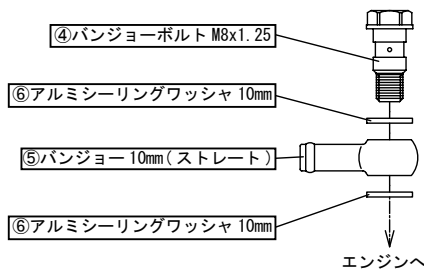 ④バンジョーボルト M8x1.25
⑥アルミシーリングワッシャ 10mm
⑤バンジョー 10mm(ストレート)
⑥アルミシーリングワッシャ 10mm
エンジンへ